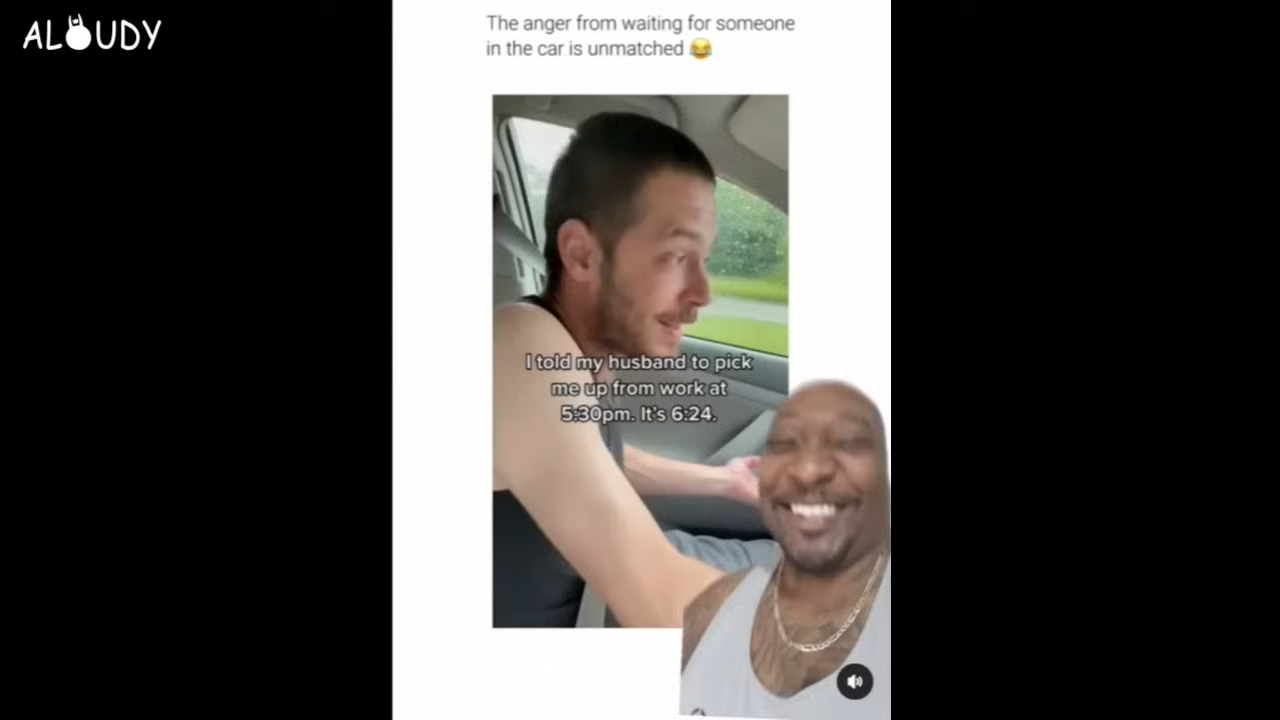 ALOUDY
The anger from waiting for someone
in the car is unmatched 😂
I told my husband to pick
me up from work at
5:30pm. It's 6:24.